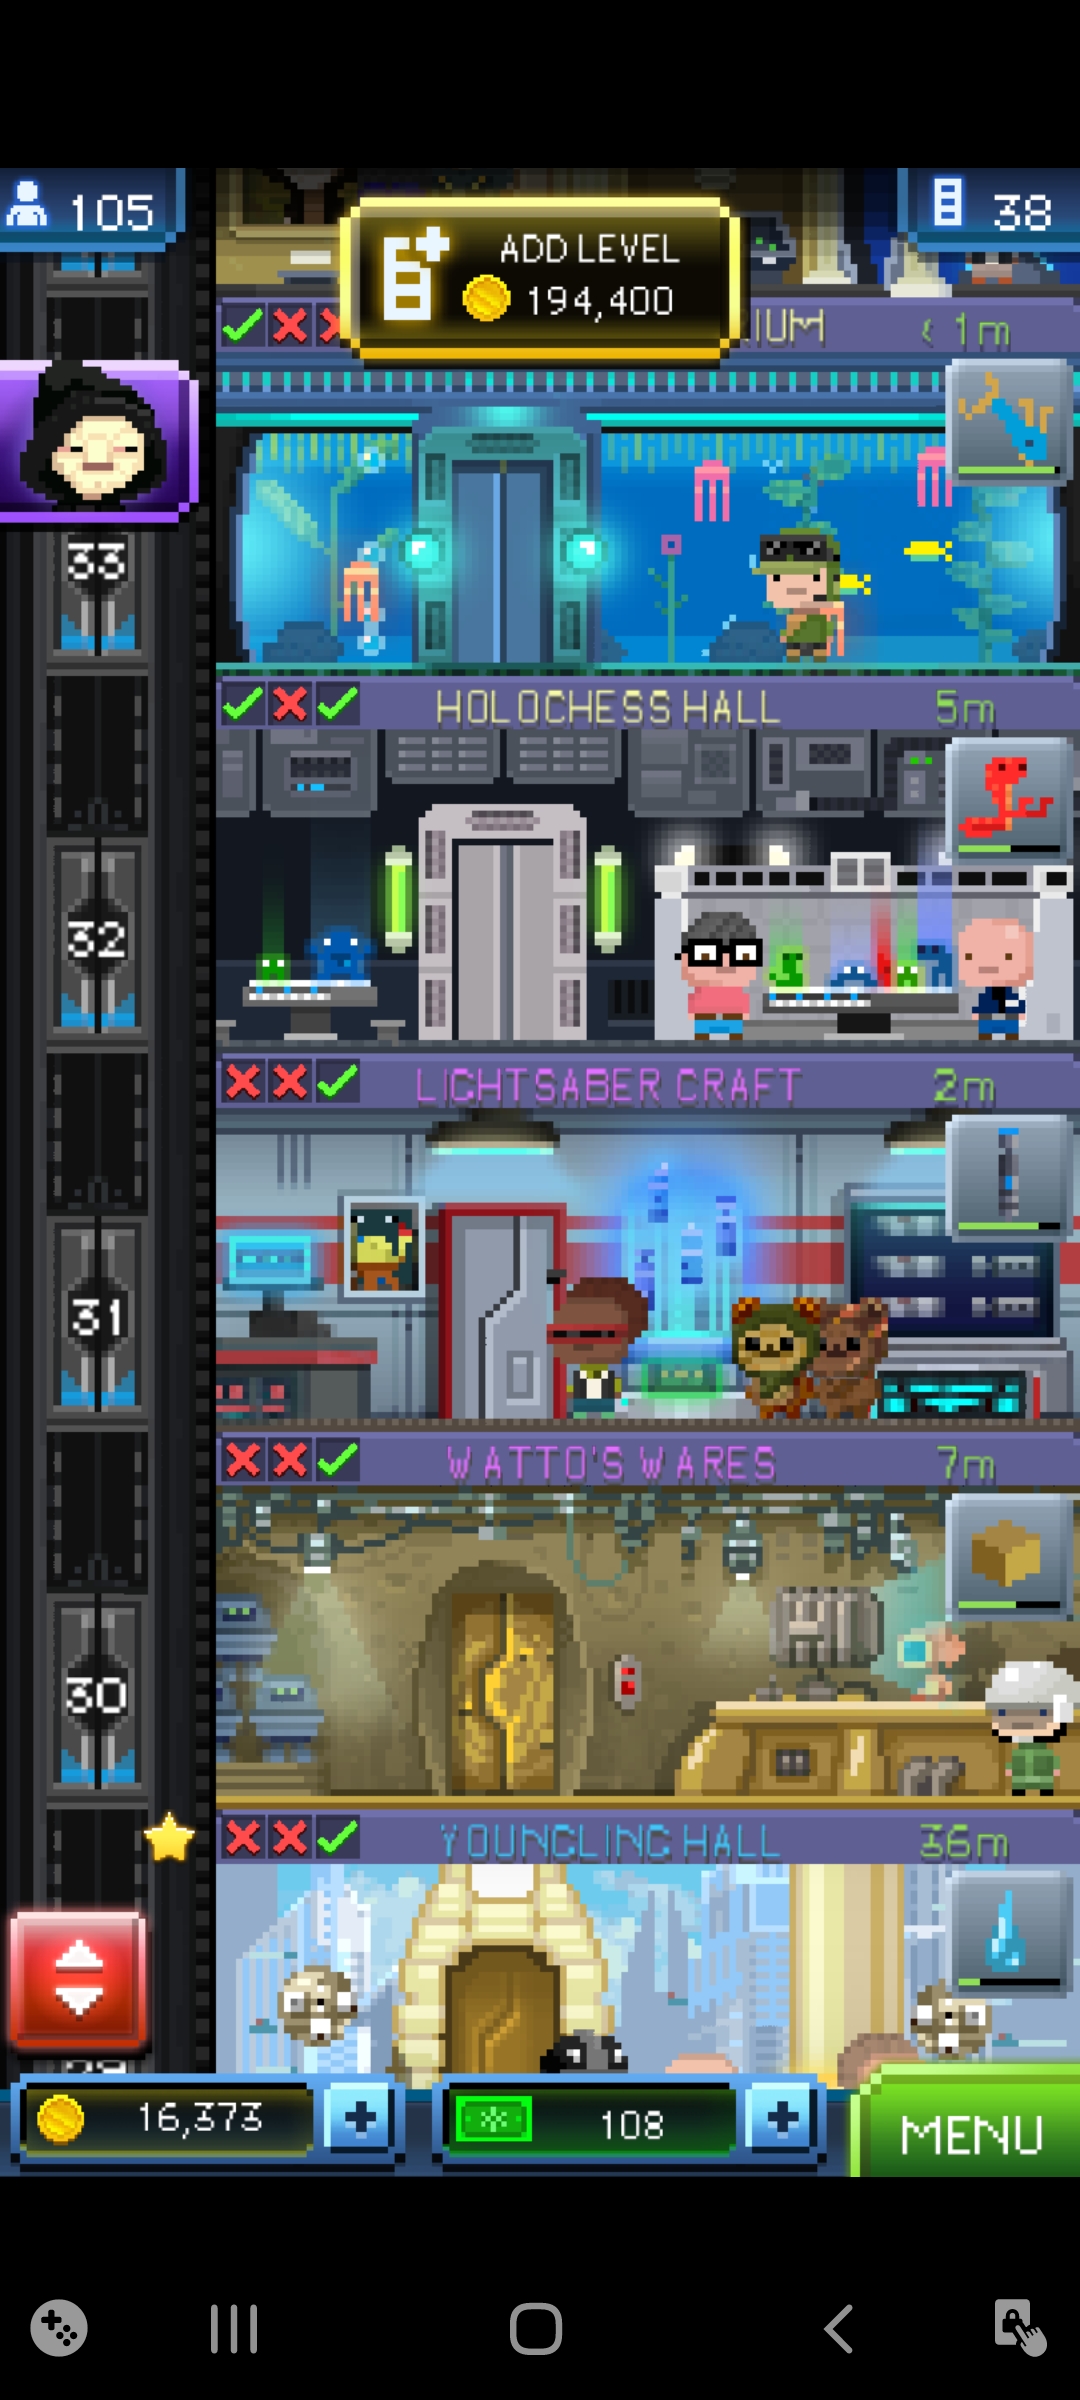 105
38
ADD LEVEL
194,400
IUM < 1m
33
HOLOCHESS HALL 5m
32
LIGHTSABER CRAFT 2m
31
WATTO'S WARES 7m
30
YOUNGLING HALL 36m
16,373
108
MENU